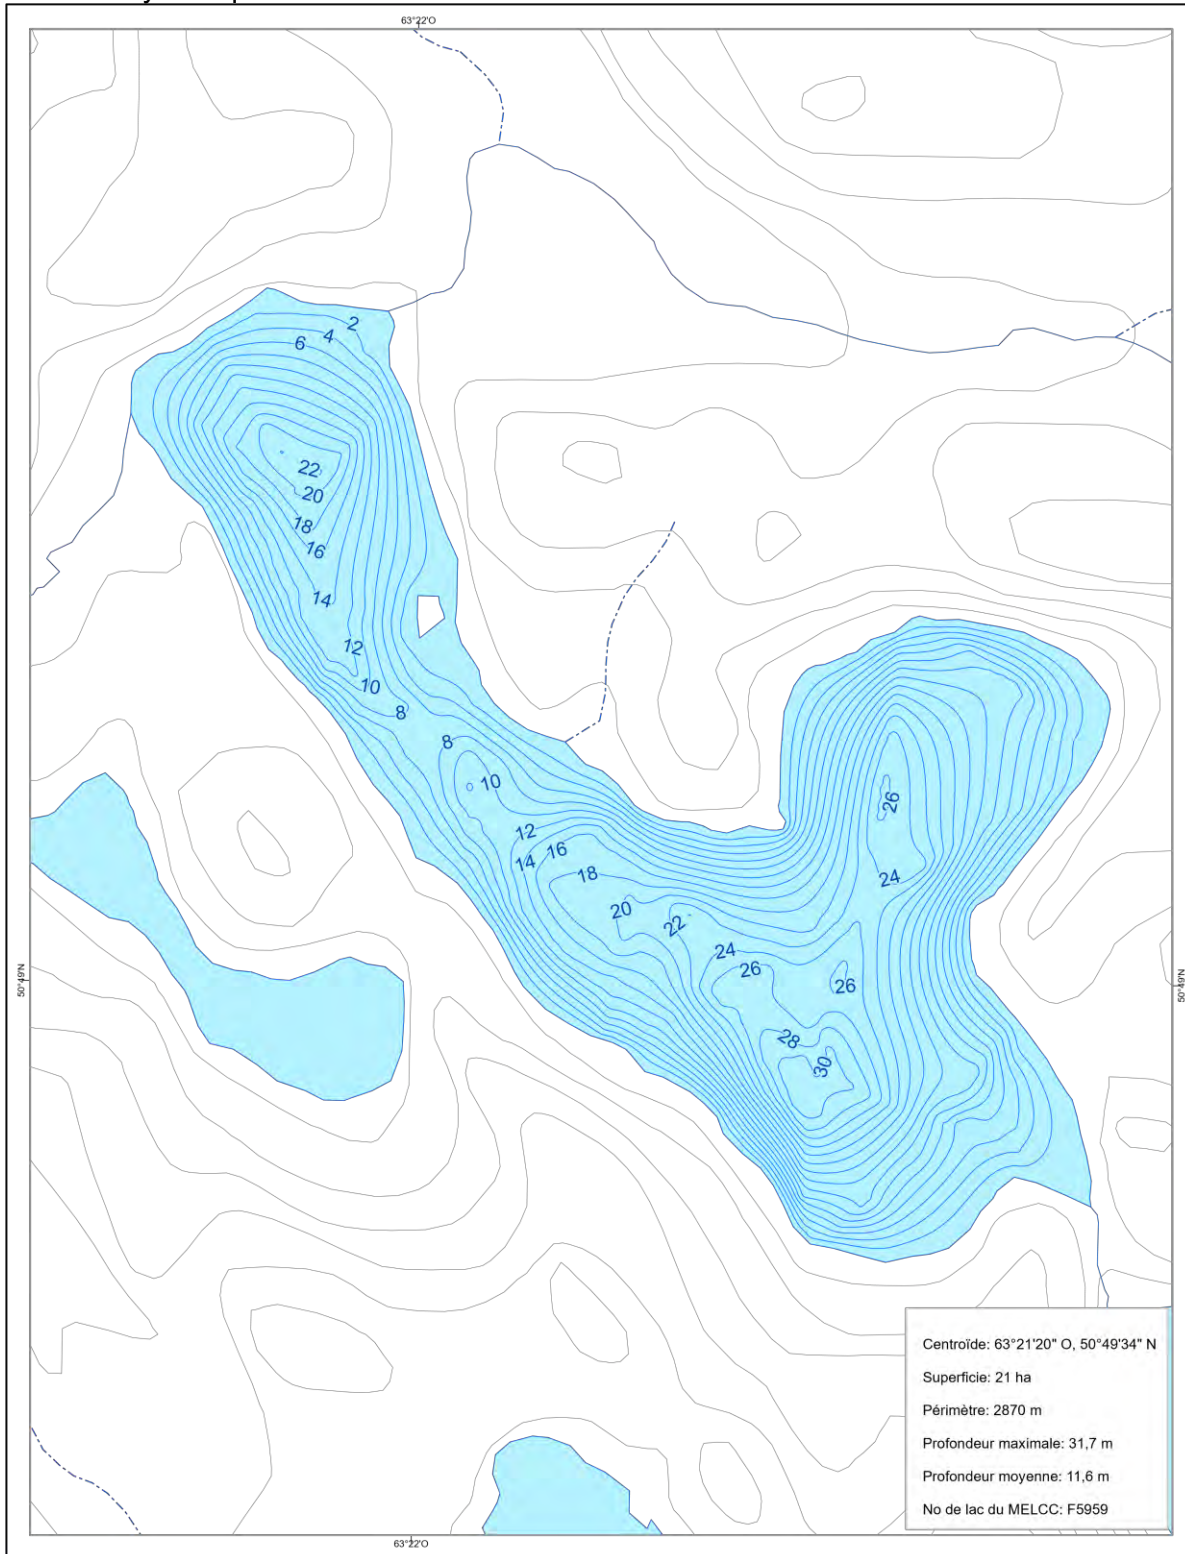 63°22'O
2
4
6
22
20
18
16
14
12
10
8
8
10
12
14
16
18
20
22
24
26
26
24
26
28
30
50°49'N
50°49'N
Centroïde: 63°21'20" O, 50°49'34" N
Superficie: 21 ha
Périmètre: 2870 m
Profondeur maximale: 31,7 m
Profondeur moyenne: 11,6 m
No de lac du MELCC: F5959
63°22'O